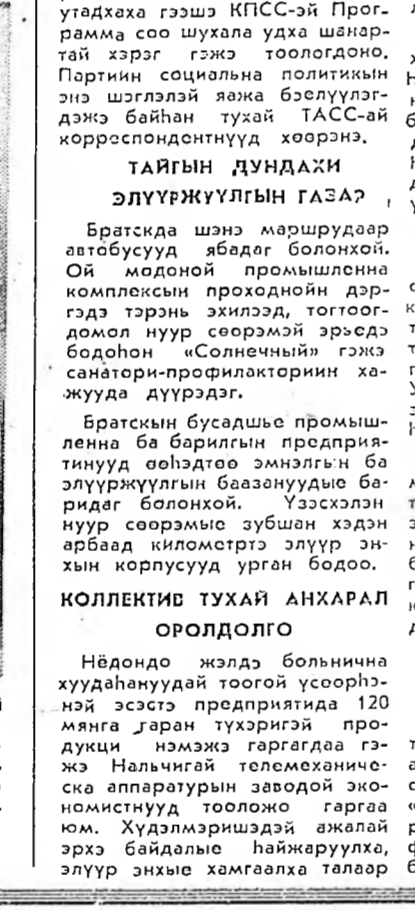 утадхаха гээшэ КПСС-эй Прог-
рамма соо шухала удха шанар-
тай хэрэг гэжэ тоологдоно.
Партиин социальна политикын
энэ шэглэлэй яажа бэелүүлэг-
дэжэ байһан тухай ТАСС-ай
корреспондентнүүд хөөрэнэ.
ТАЙГЫН ДУНДАХИ
ЭЛҮҮРЖҮҮЛГЫН ГАЗАР
Братскда шэнэ маршрудаар
автобусууд ябадаг болонхой.
Ой модоной промышленна
комплексын проходнойн дэр-
гэдэ тэрэнь эхилээд, тогтоог-
домол нуур сөөрэмэй эрьедэ
бодоһон «Солнечный» гэжэ
санатори-профилакториин ха-
жууда дүүрэдэг.
Братскын бусадшье промыш-
ленна ба барилгын предприя-
тинууд өөһэдтөө эмнэлгын ба
элүүржүүлгын баазануудые ба-
ридаг болонхой. Үзэсхэлэн
нуур сөөрэмые зубшан хэдэн
арбаад километртэ элүүр эн-
хын корпусууд урган бодоо.
КОЛЛЕКТИВ ТУХАЙ АНХАРАЛ
ОРОЛДОЛГО
Нёдондо жэлдэ больнична
хуудаһануудай тоогой үсөөрһэ-
нэй эсэстэ предприятида 120
мянга гаран түхэригэй про-
дукци нэмэжэ гаргагдаа гэ-
жэ Нальчигай телемеханиче-
ска аппаратурын заводой эко-
номистнууд тооложо гаргаа
юм. Хүдэлмэришэдэй ажалай
эрхэ байдалые һайжаруулха,
элүүр энхые хамгаалха талаар